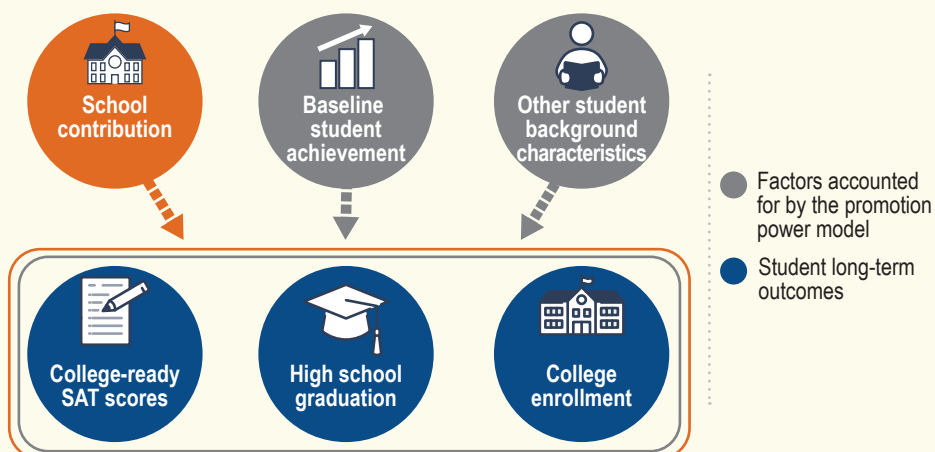 School
contribution
Baseline
student
achievement
Other student
background
characteristics
Factors accounted
for by the promotion
power model
Student long-term
outcomes
College-ready
SAT scores
High school
graduation
College
enrollment